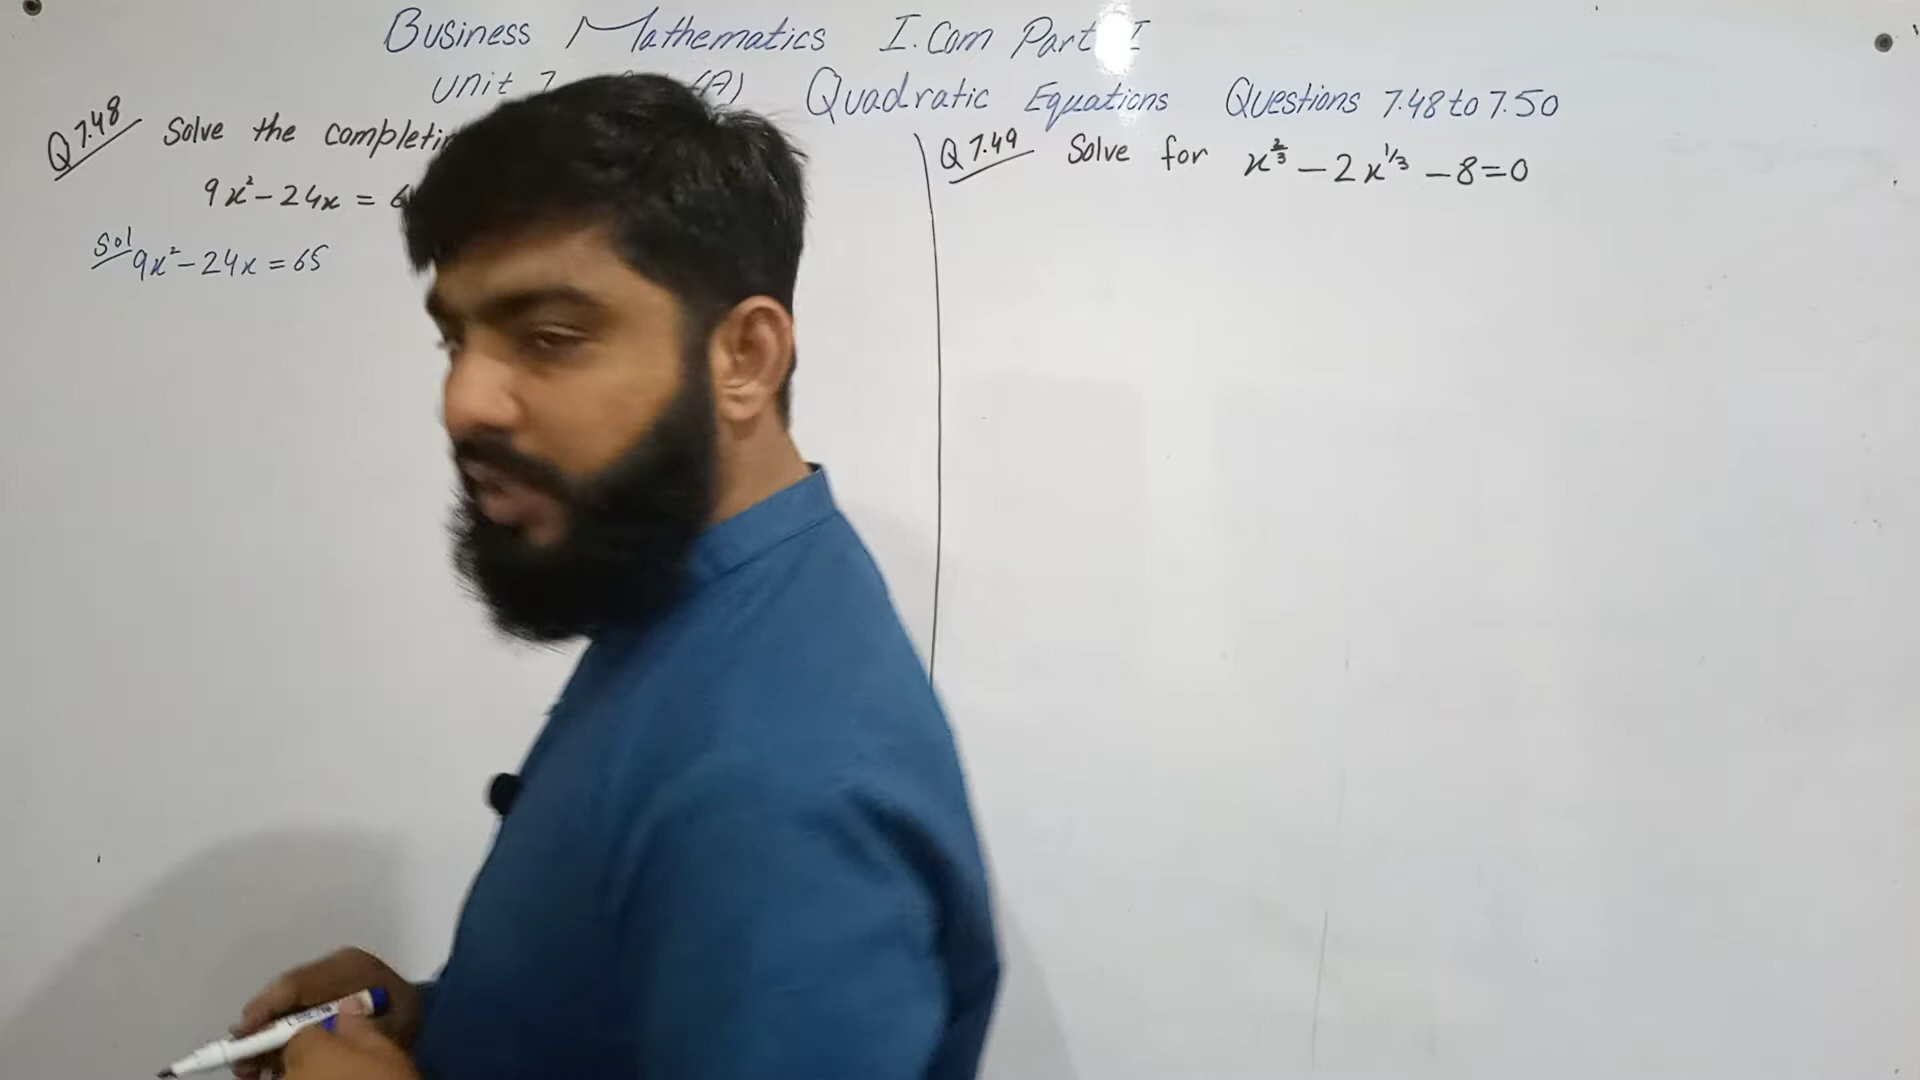 Business Mathematics I.Com Part I
Unit 7 (A) Quadratic Equations Questions 7.48 to 7.50
Q 7.48 Solve the
9x² - 24x =
Sol 9x² - 24x = 65
Q 7.49 Solve for x^2/3 - 2x^1/3 - 8 = 0